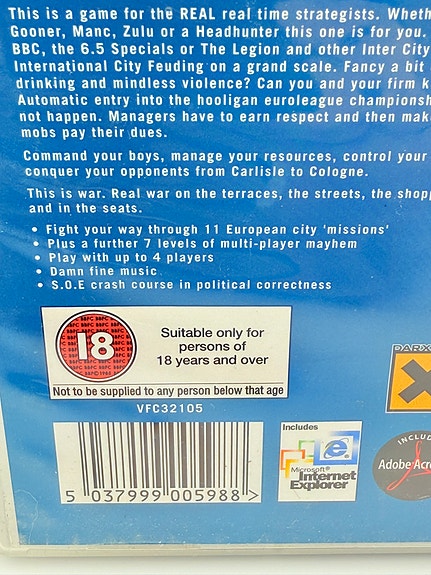 This is a game for the REAL real time strategists. Wheth
Gooner, Manc, Zulu or a Headhunter this one is for you.
BBC, the 6.5 Specials or The Legion and other Inter City
International City Feuding on a grand scale. Fancy a bit
drinking and mindless violence? Can you and your firm k
Automatic entry into the hooligan euroleague championsh
not happen. Managers have to earn respect and then mak
mobs pay their dues.
Command your boys, manage your resources, control your
conquer your opponents from Carlisle to Cologne.
This is war. Real war on the terraces, the streets, the shopp
and in the seats.
• Fight your way through 11 European city 'missions'
• Plus a further 7 levels of multi-player mayhem
• Play with up to 4 players
• Damn fine music
• S.O.E crash course in political correctness
18
Suitable only for
persons of
18 years and over
Not to be supplied to any person below that age
VFC32105
5 037999 005988 >
Includes
Microsoft®
Internet
Explorer
DARX
INCLU
Adobe Acro